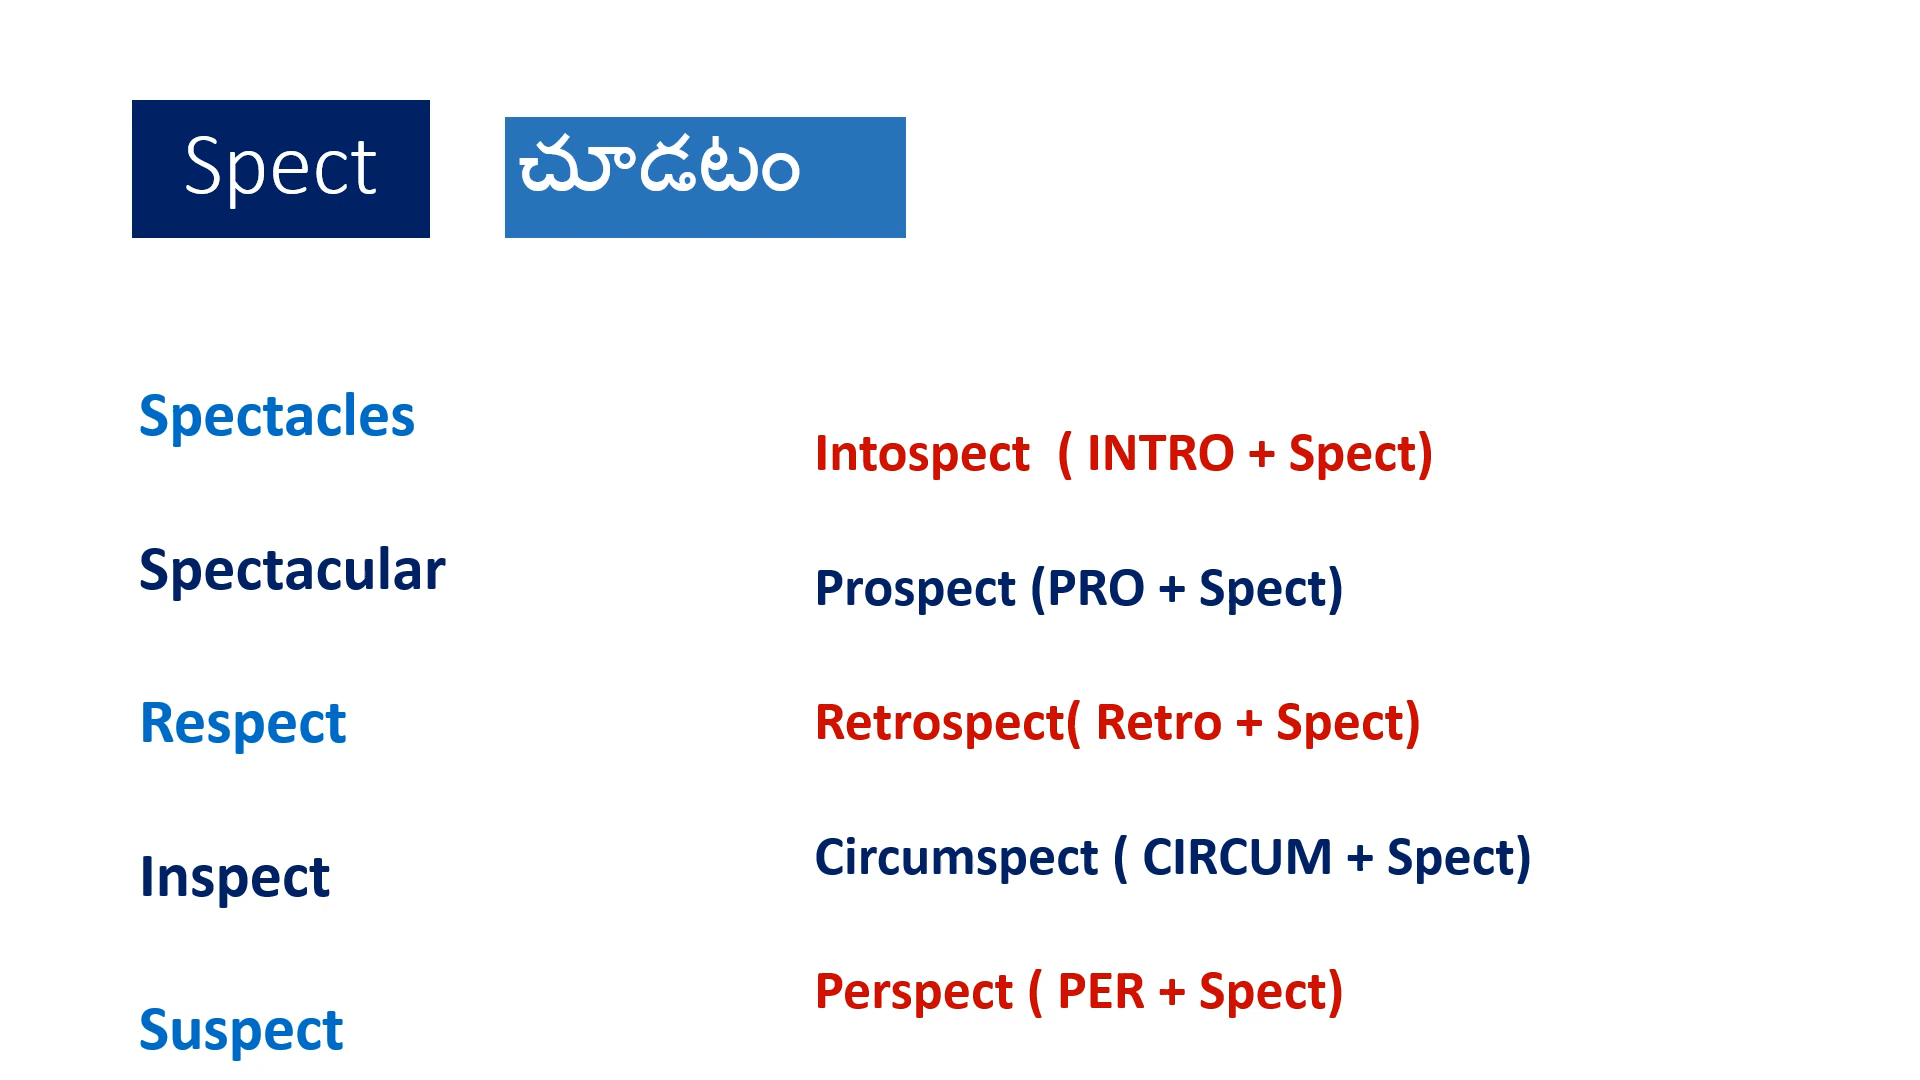 Spect
చూడటం
Spectacles
Spectacular
Respect
Inspect
Suspect
Intospect  ( INTRO + Spect)
Prospect (PRO + Spect)
Retrospect( Retro + Spect)
Circumspect ( CIRCUM + Spect)
Perspect ( PER + Spect)